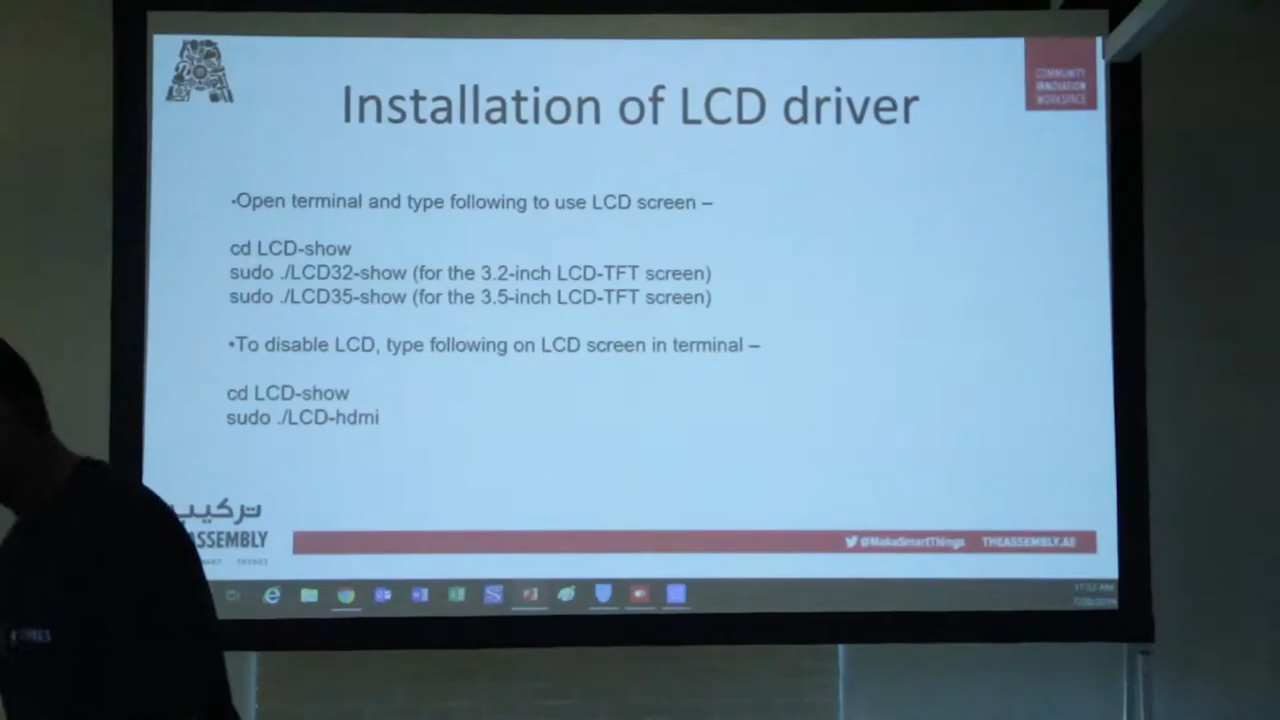 COMMUNITY
INNOVATION
WORKSPACE
Installation of LCD driver
•Open terminal and type following to use LCD screen –
cd LCD-show
sudo ./LCD32-show (for the 3.2-inch LCD-TFT screen)
sudo ./LCD35-show (for the 3.5-inch LCD-TFT screen)
•To disable LCD, type following on LCD screen in terminal –
cd LCD-show
sudo ./LCD-hdmi
تركيب
ASSEMBLY
@MakeSmartThings THEASSEMBLY.AE